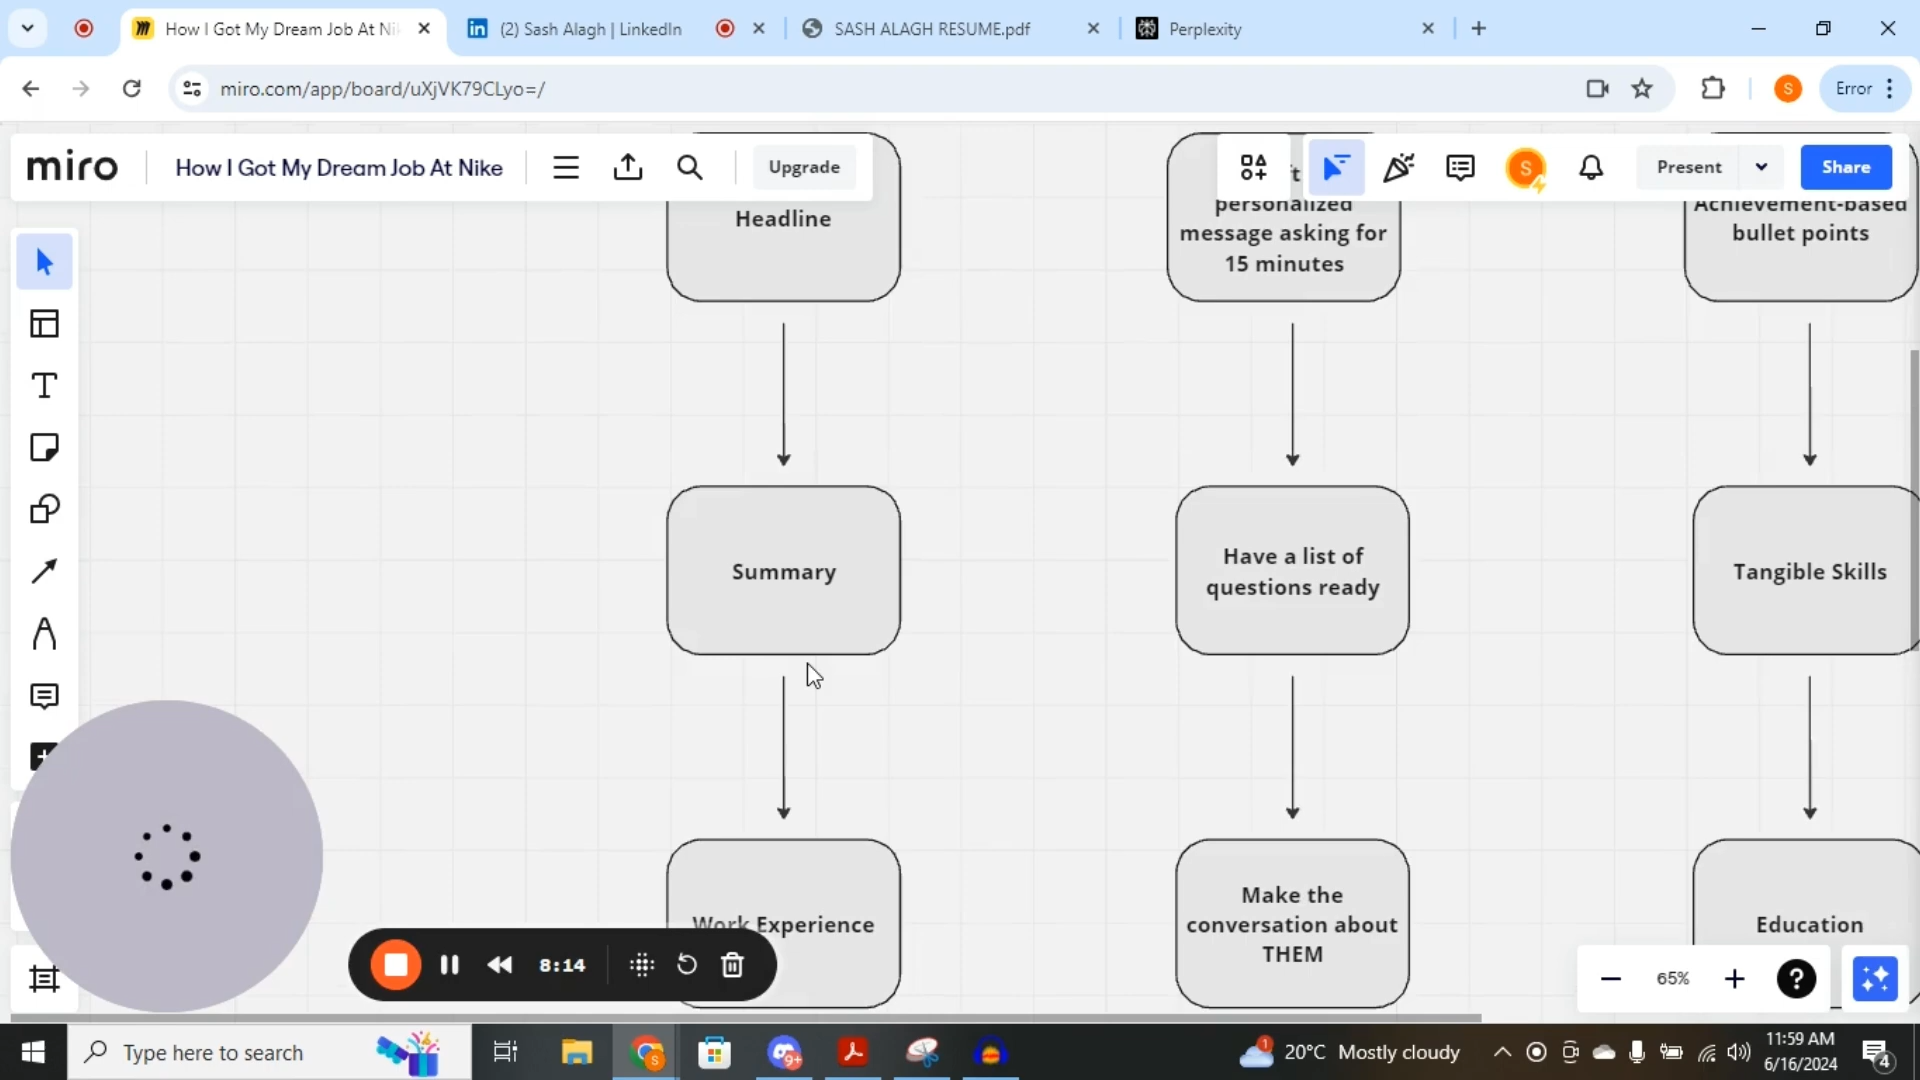 How I Got My Dream Job At Ni
(2) Sash Alagh | LinkedIn
SASH ALAGH RESUME.pdf
Perplexity
miro.com/app/board/uXjVK79CLyo=/
S
Error
miro
How I Got My Dream Job At Nike
Upgrade
S
Present
Share
Headline
personalized
message asking for
15 minutes
Achievement-based
bullet points
Summary
Have a list of
questions ready
Tangible Skills
Work Experience
Make the
conversation about
THEM
Education
8:14
65%
Type here to search
9+
1
20°C Mostly cloudy
11:59 AM
6/16/2024
4